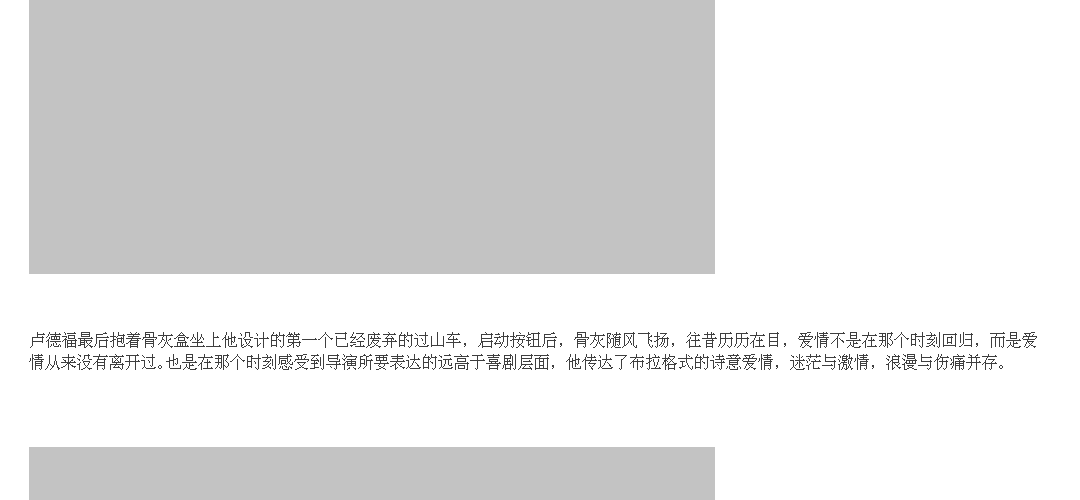 卢德福最后抱着骨灰盒坐上他设计的第一个已经废弃的过山车，启动按钮后，骨灰随风飞扬，往昔历历在目，爱情不是在那个时刻回归，而是爱
情从来没有离开过。也是在那个时刻感受到导演所要表达的远高于喜剧层面，他传达了布拉格式的诗意爱情，迷茫与激情，浪漫与伤痛并存。